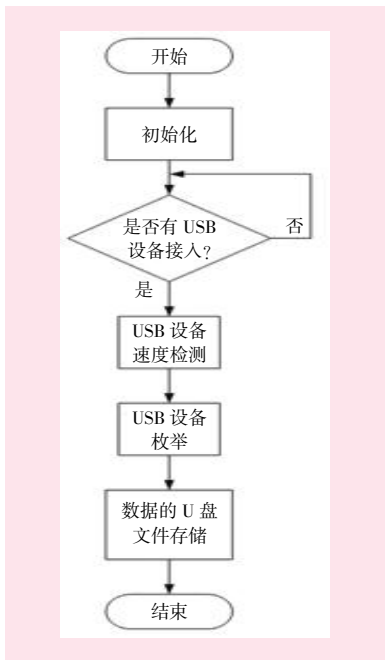 开始
初始化
是否有 USB
设备接入?
否
是
USB 设备
速度检测
USB 设备
枚举
数据的 U 盘
文件存储
结束